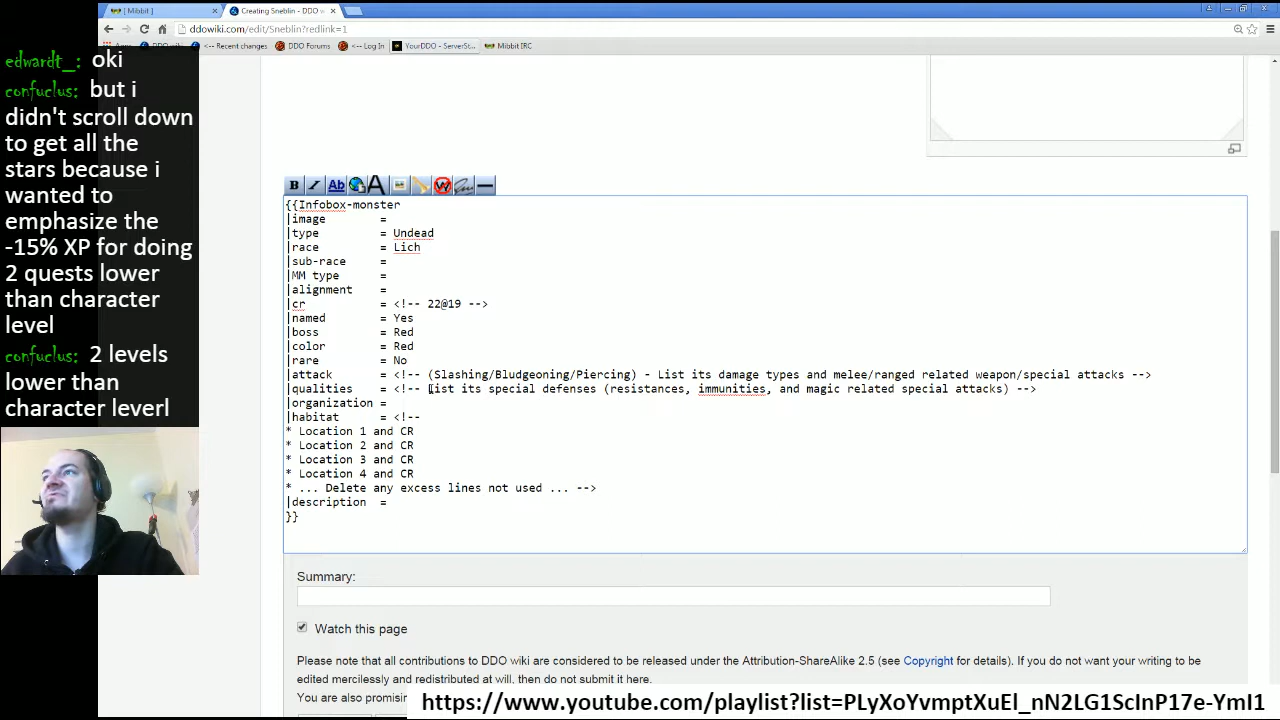 [ Mibbit ]
Creating Sneblin - DDO w
ddowiki.com/edit/Sneblin?redlink=1
<-- Recent changes
DDO Forums
<-- Log In
YourDDO - ServerSt...
Mibbit IRC
edwardt_: oki
confuclus: but i
didn't scroll down
to get all the
stars because i
wanted to
emphasize the
-15% XP for doing
2 quests lower
than character
level
confuclus: 2 levels
lower than
character leverl
B I Ab A
{{Infobox-monster
|image =
|type = Undead
|race = Lich
|sub-race =
|MM type =
|alignment =
|cr = <!-- 22@19 -->
|named = Yes
|boss = Red
|color = Red
|rare = No
|attack = <!-- (Slashing/Bludgeoning/Piercing) - List its damage types and melee/ranged related weapon/special attacks -->
|qualities = <!-- List its special defenses (resistances, immunities, and magic related special attacks) -->
|organization =
|habitat = <!--
* Location 1 and CR
* Location 2 and CR
* Location 3 and CR
* Location 4 and CR
* ... Delete any excess lines not used ... -->
|description =
}}
Summary:
Watch this page
Please note that all contributions to DDO wiki are considered to be released under the Attribution-ShareAlike 2.5 (see Copyright for details). If you do not want your writing to be
edited mercilessly and redistributed at will, then do not submit it here.
You are also promisin
https://www.youtube.com/playlist?list=PLyXoYvmptXuEl_nN2LG1ScInP17e-YmI1